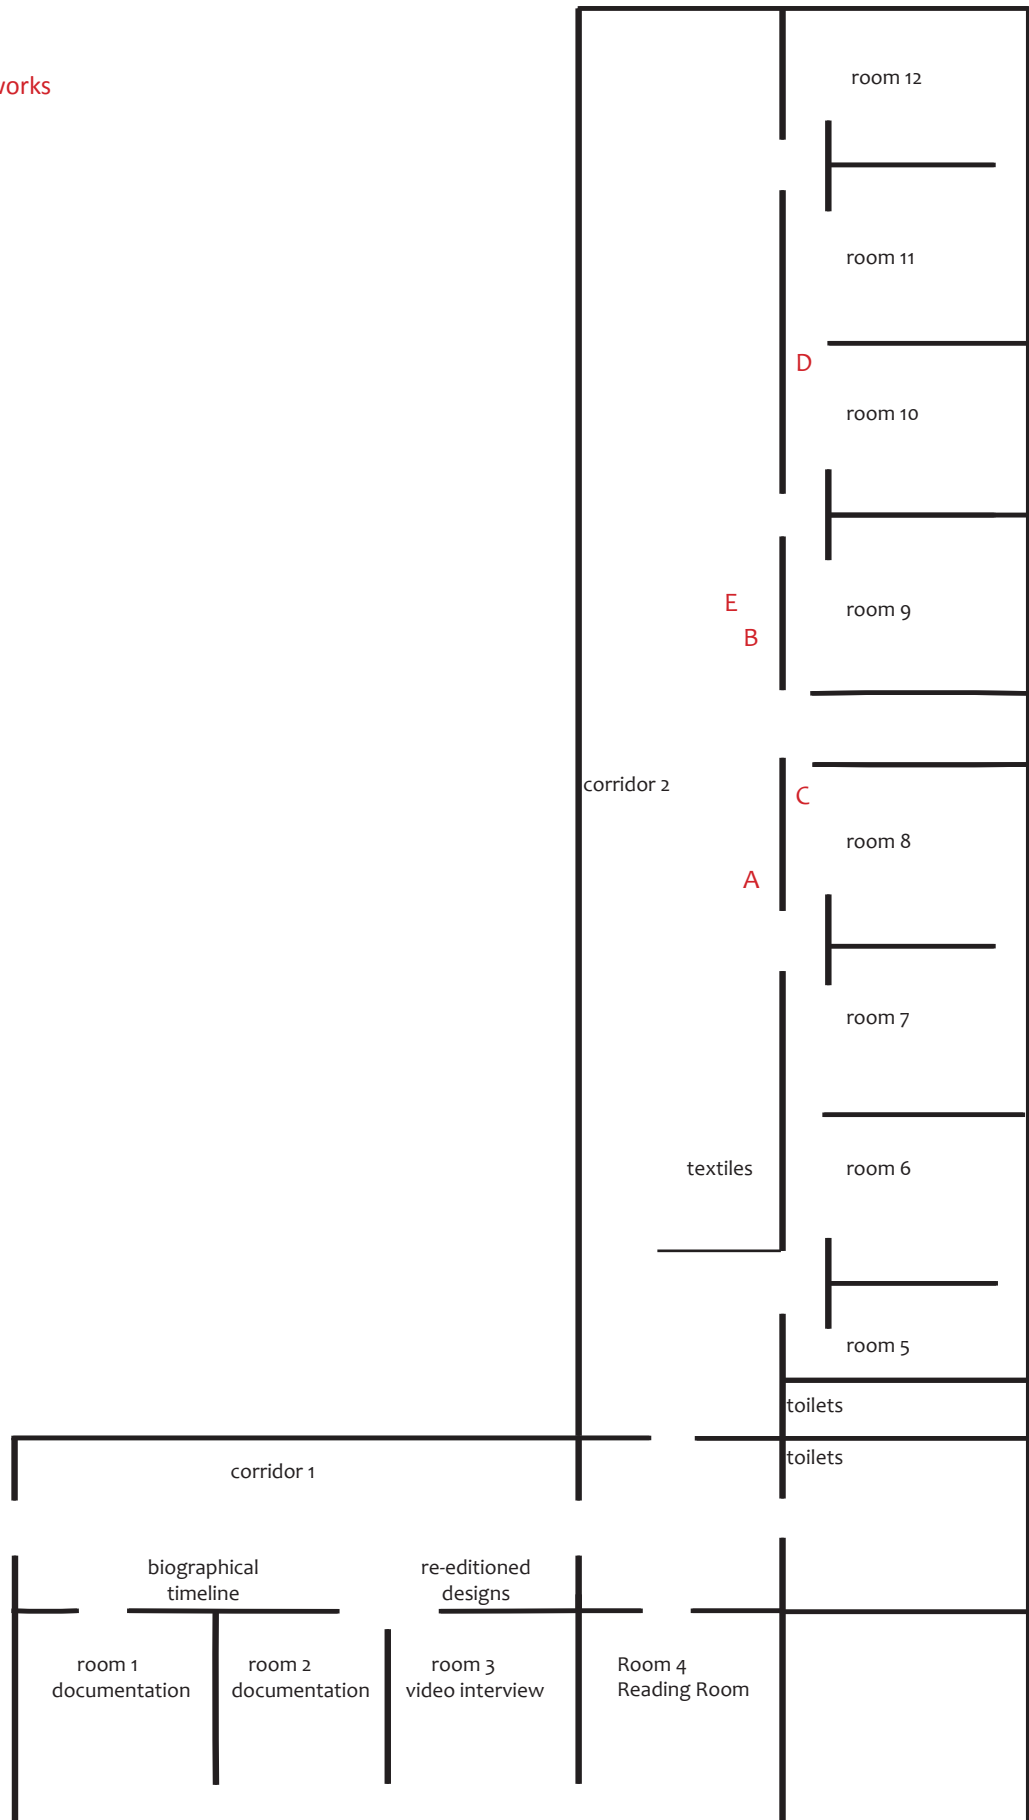 works
room 12
room 11
D
room 10
E
room 9
B
corridor 2
C
room 8
A
room 7
textiles
room 6
room 5
toilets
toilets
corridor 1
biographical
timeline
re-editioned
designs
room 1
documentation
room 2
documentation
room 3
video interview
Room 4
Reading Room